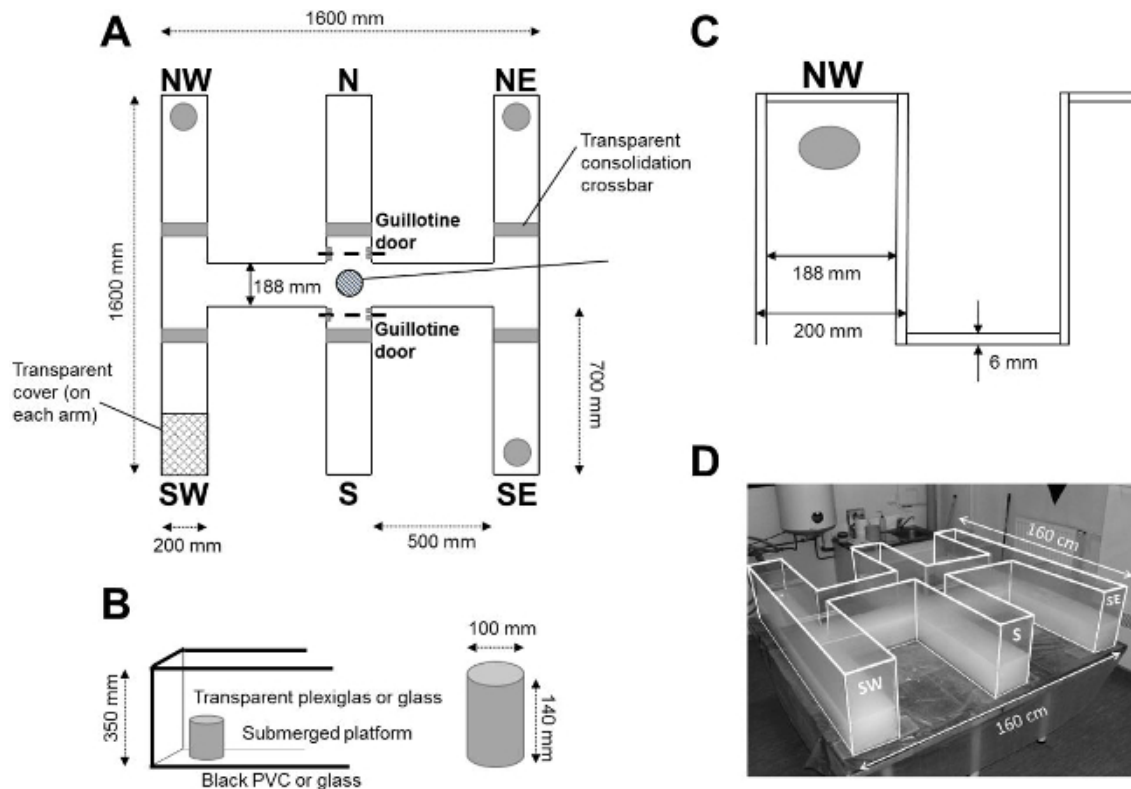 A
1600 mm
NW
N
NE
1600 mm
Transparent
consolidation
crossbar
Guillotine
door
188 mm
Guillotine
door
700 mm
Transparent
cover (on
each arm)
SW
S
SE
200 mm
500 mm
B
100 mm
350 mm
Transparent plexiglas or glass
Submerged platform
140 mm
Black PVC or glass
C
NW
188 mm
200 mm
6 mm
D
160 cm
SE
S
SW
160 cm